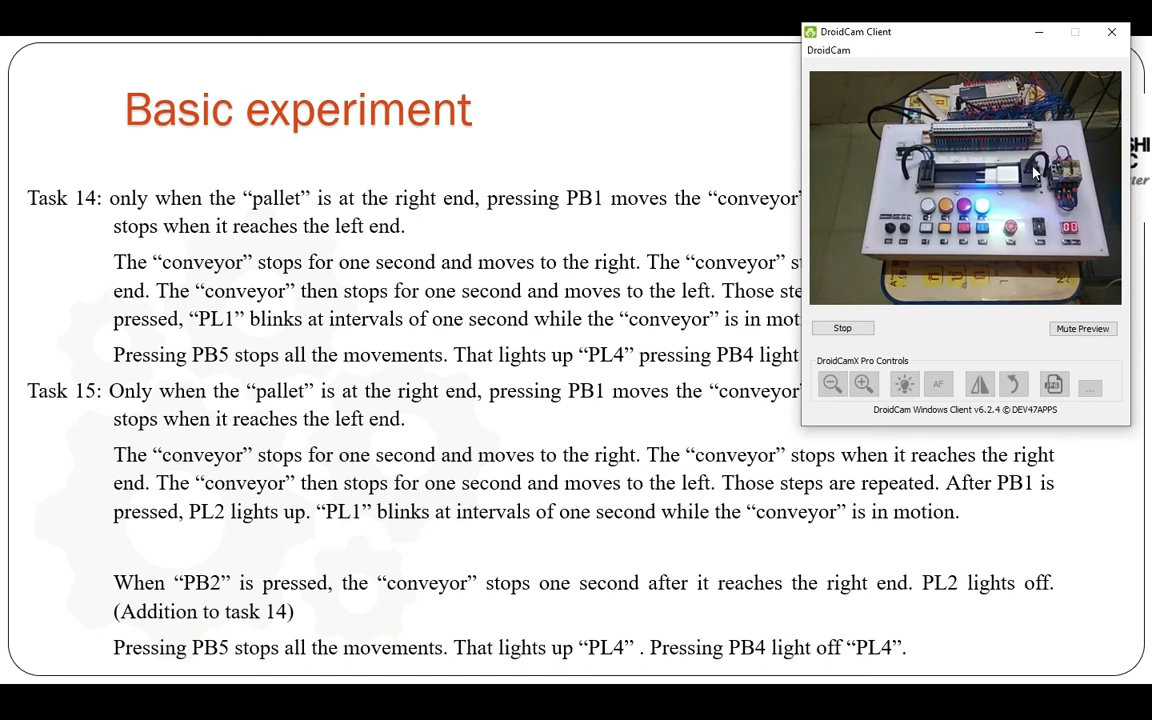 DroidCam Client
DroidCam
Basic experiment
Task 14: only when the “pallet” is at the right end, pressing PB1 moves the “conveyor”
stops when it reaches the left end.
The “conveyor” stops for one second and moves to the right. The “conveyor”
end. The “conveyor” then stops for one second and moves to the left. Those
pressed, “PL1” blinks at intervals of one second while the “conveyor” is in
Pressing PB5 stops all the movements. That lights up “PL4” pressing PB4 light
Stop
Mute Preview
DroidCamX Pro Controls
AF
JPG
...
DroidCam Windows Client v6.2.4 © DEV47APPS
Task 15: Only when the “pallet” is at the right end, pressing PB1 moves the “conveyor”
stops when it reaches the left end.
The “conveyor” stops for one second and moves to the right. The “conveyor” stops when it reaches the right
end. The “conveyor” then stops for one second and moves to the left. Those steps are repeated. After PB1 is
pressed, PL2 lights up. “PL1” blinks at intervals of one second while the “conveyor” is in motion.
When “PB2” is pressed, the “conveyor” stops one second after it reaches the right end. PL2 lights off.
(Addition to task 14)
Pressing PB5 stops all the movements. That lights up “PL4” . Pressing PB4 light off “PL4”.